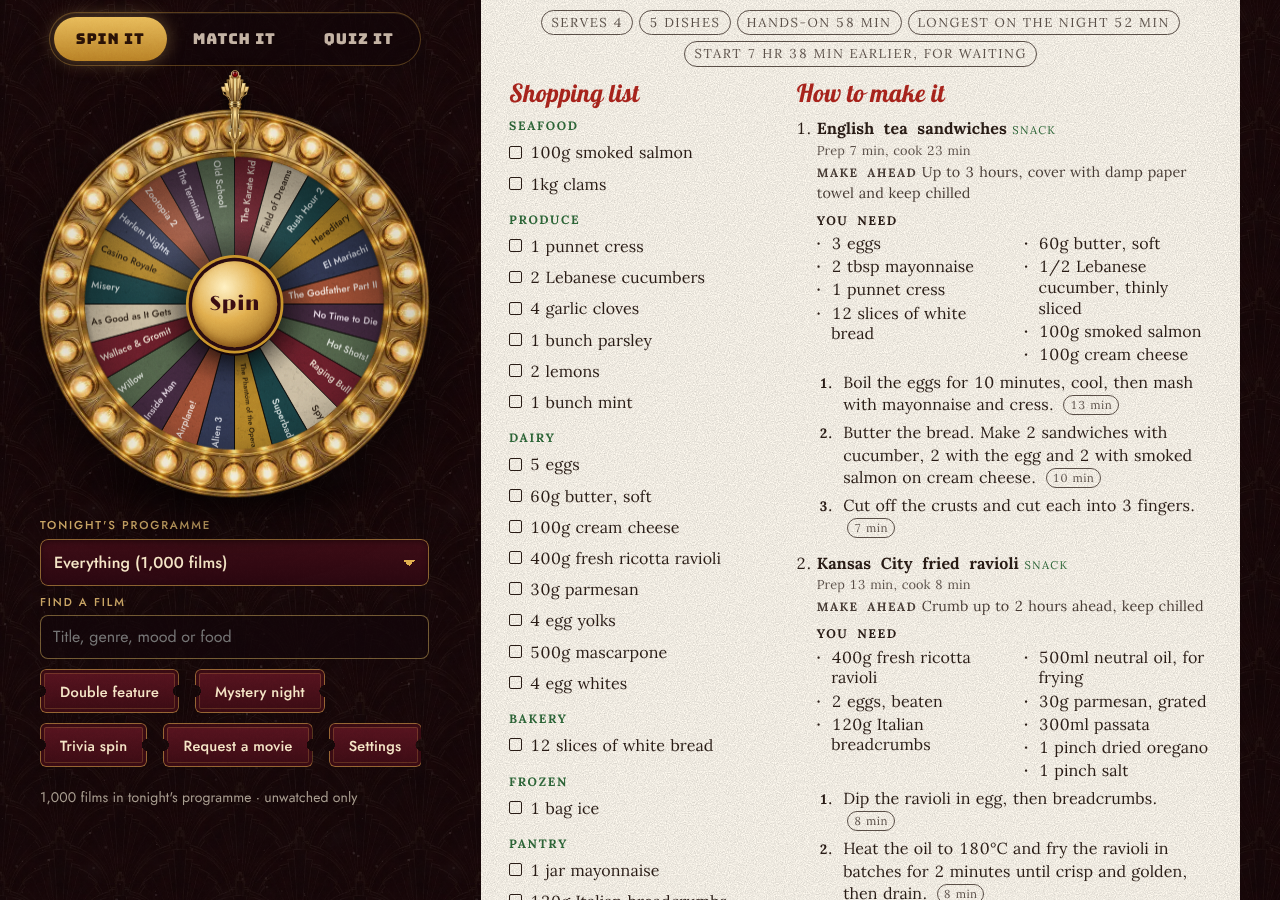 SPIN IT
MATCH IT
QUIZ IT
Old School
The Karate Kid
Field of Dreams
Rush Hour 2
Hereditary
El Mariachi
The Godfather Part II
No Time to Die
Hot Shots!
Raging Bull
Spy
Superbad
The Phantom of the Opera
Alien 3
Airplane!
Inside Man
Willow
Wallace & Gromit
As Good as It Gets
Misery
Casino Royale
Harlem Nights
Zootopia 2
The Terminal
Spin
TONIGHT'S PROGRAMME
Everything (1,000 films)
FIND A FILM
Title, genre, mood or food
Double feature
Mystery night
Trivia spin
Request a movie
Settings
1,000 films in tonight's programme · unwatched only
SERVES 4
5 DISHES
HANDS-ON 58 MIN
LONGEST ON THE NIGHT 52 MIN
START 7 HR 38 MIN EARLIER, FOR WAITING
Shopping list
SEAFOOD
100g smoked salmon
1kg clams
PRODUCE
1 punnet cress
2 Lebanese cucumbers
4 garlic cloves
1 bunch parsley
2 lemons
1 bunch mint
DAIRY
5 eggs
60g butter, soft
100g cream cheese
400g fresh ricotta ravioli
30g parmesan
4 egg yolks
500g mascarpone
4 egg whites
BAKERY
12 slices of white bread
FROZEN
1 bag ice
PANTRY
1 jar mayonnaise
120g Italian breadcrumbs
How to make it
1. English tea sandwiches SNACK
Prep 7 min, cook 23 min
MAKE AHEAD Up to 3 hours, cover with damp paper
towel and keep chilled
YOU NEED
· 3 eggs
· 2 tbsp mayonnaise
· 1 punnet cress
· 12 slices of white
bread
· 60g butter, soft
· 1/2 Lebanese
cucumber, thinly
sliced
· 100g smoked salmon
· 100g cream cheese
1. Boil the eggs for 10 minutes, cool, then mash
with mayonnaise and cress. 13 min
2. Butter the bread. Make 2 sandwiches with
cucumber, 2 with the egg and 2 with smoked
salmon on cream cheese. 10 min
3. Cut off the crusts and cut each into 3 fingers.
7 min
2. Kansas City fried ravioli SNACK
Prep 13 min, cook 8 min
MAKE AHEAD Crumb up to 2 hours ahead, keep chilled
YOU NEED
· 400g fresh ricotta
ravioli
· 2 eggs, beaten
· 120g Italian
breadcrumbs
· 500ml neutral oil, for
frying
· 30g parmesan, grated
· 300ml passata
· 1 pinch dried oregano
· 1 pinch salt
1. Dip the ravioli in egg, then breadcrumbs.
8 min
2. Heat the oil to 180°C and fry the ravioli in
batches for 2 minutes until crisp and golden,
then drain. 8 min